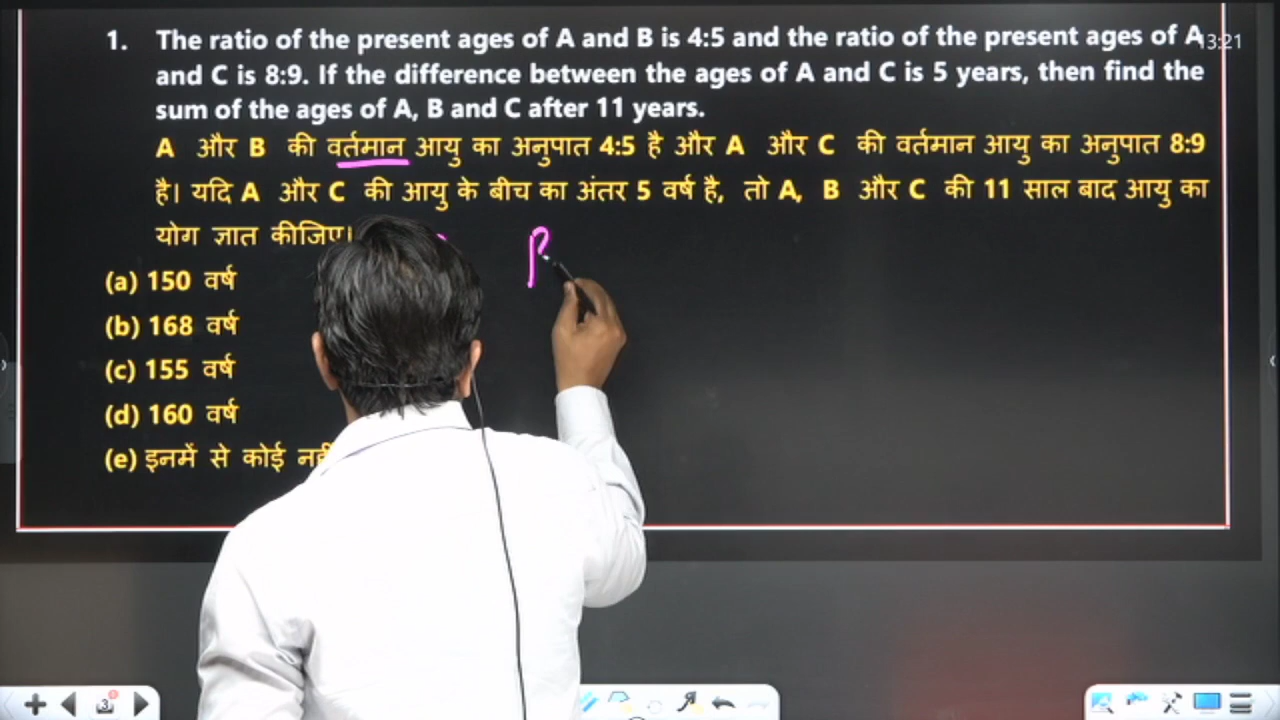 1. The ratio of the present ages of A and B is 4:5 and the ratio of the present ages of A
13:21
and C is 8:9. If the difference between the ages of A and C is 5 years, then find the
sum of the ages of A, B and C after 11 years.
A और B की वर्तमान आयु का अनुपात 4:5 है और A और C की वर्तमान आयु का अनुपात 8:9
है। यदि A और C की आयु के बीच का अंतर 5 वर्ष है, तो A, B और C की 11 साल बाद आयु का
योग ज्ञात कीजिए।
(a) 150 वर्ष
(b) 168 वर्ष
(c) 155 वर्ष
(d) 160 वर्ष
(e) इनमें से कोई
3